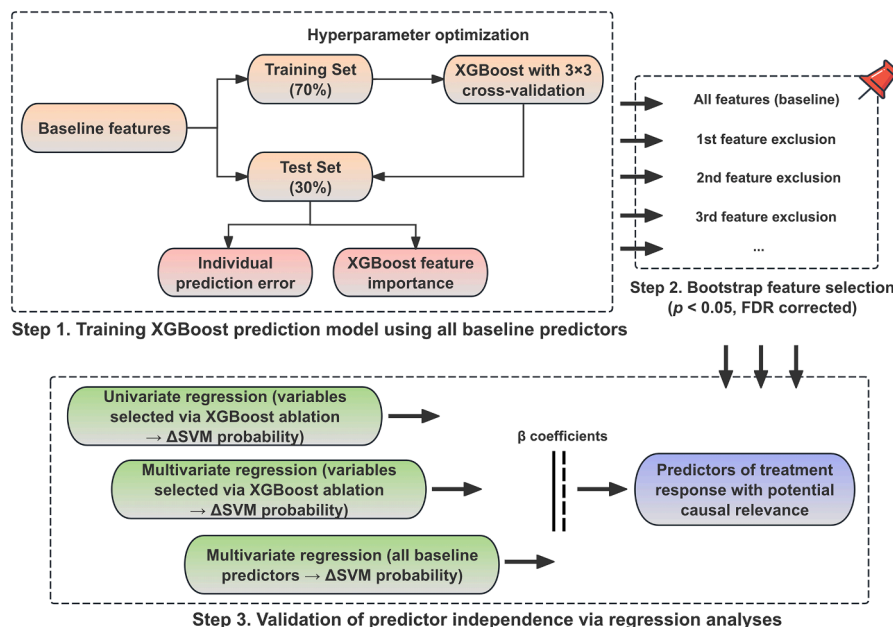 Hyperparameter optimization
Training Set
(70%)
XGBoost with 3×3
cross-validation
Baseline features
Test Set
(30%)
Individual
prediction error
XGBoost feature
importance
Step 1. Training XGBoost prediction model using all baseline predictors
All features (baseline)
1st feature exclusion
2nd feature exclusion
3rd feature exclusion
...
Step 2. Bootstrap feature selection
(p < 0.05, FDR corrected)
Univariate regression (variables
selected via XGBoost ablation
→ ΔSVM probability)
Multivariate regression (variables
selected via XGBoost ablation
→ ΔSVM probability)
Multivariate regression (all baseline
predictors → ΔSVM probability)
β coefficients
Predictors of treatment
response with potential
causal relevance
Step 3. Validation of predictor independence via regression analyses